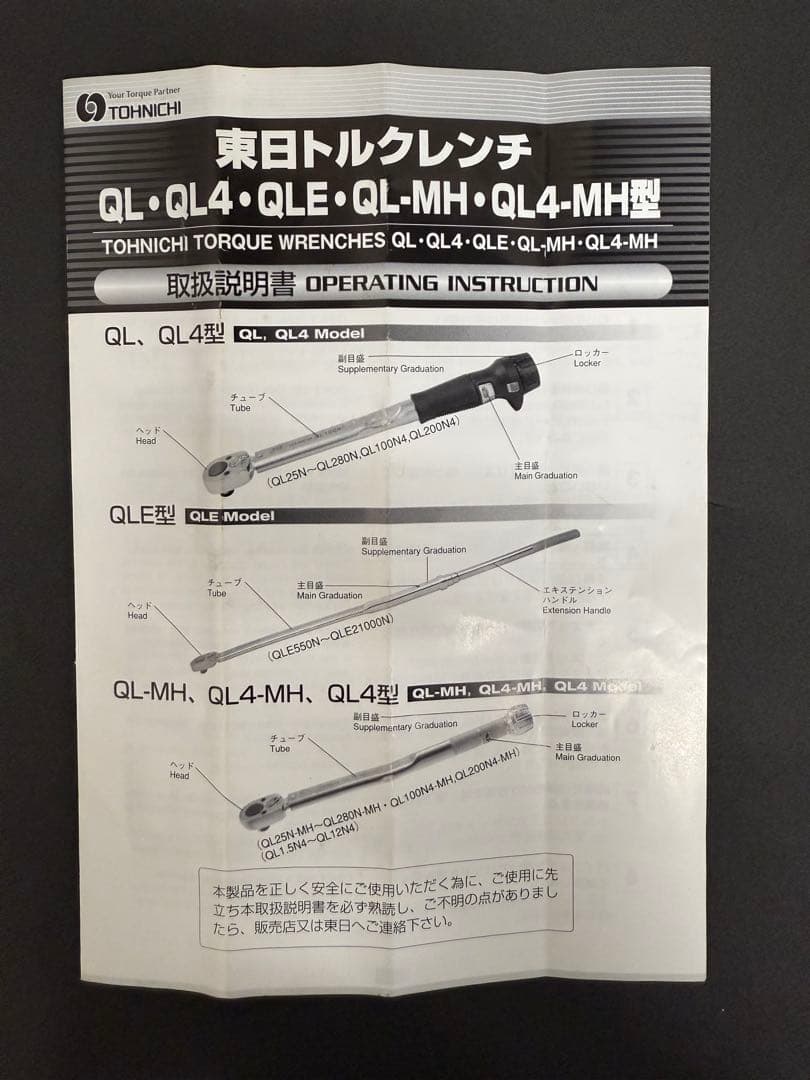 Your Torque Partner
TOHNICHI
東日トルクレンチ
QL・QL4・QLE・QL-MH・QL4-MH型
TOHNICHI TORQUE WRENCHES QL・QL4・QLE・QL-MH・QL4-MH
取扱説明書 OPERATING INSTRUCTION
QL、QL4型 QL, QL4 Model
副目盛
Supplementary Graduation
ロッカー
Locker
チューブ
Tube
ヘッド
Head
主目盛
Main Graduation
(QL25N〜QL280N,QL100N4,QL200N4)
QLE型 QLE Model
副目盛
Supplementary Graduation
チューブ
Tube
主目盛
Main Graduation
エキステンション
ハンドル
Extension Handle
ヘッド
Head
(QLE550N〜QLE21000N)
QL-MH、QL4-MH、QL4型 QL-MH, QL4-MH, QL4 Model
副目盛
Supplementary Graduation
ロッカー
Locker
チューブ
Tube
主目盛
Main Graduation
ヘッド
Head
(QL25N-MH〜QL280N-MH・QL100N4-MH,QL200N4-MH)
(QL1.5N4〜QL12N4)
本製品を正しく安全にご使用いただく為に、ご使用に先
立ち本取扱説明書を必ず熟読し、ご不明の点がありまし
たら、販売店又は東日へご連絡下さい。